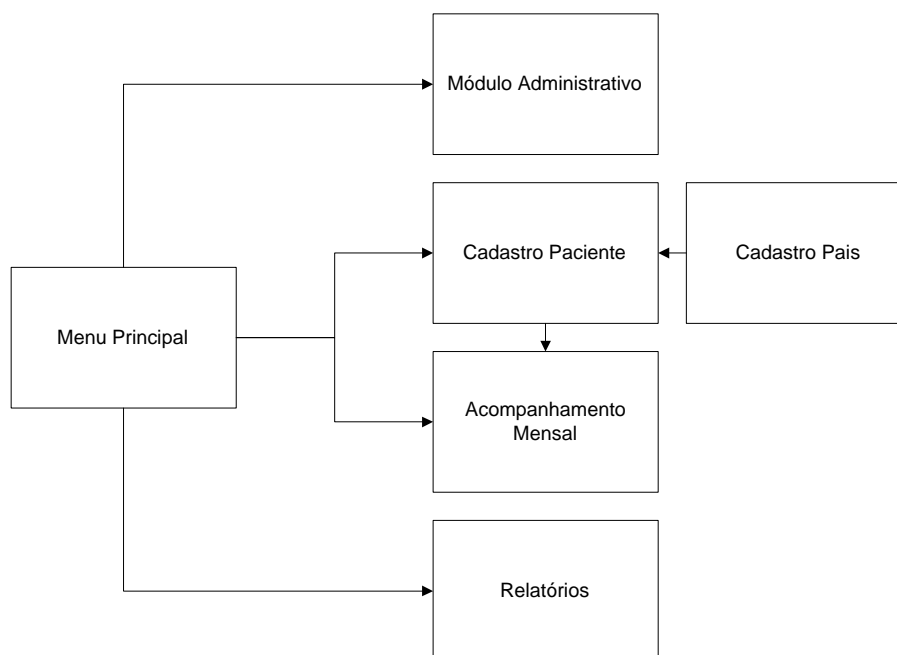 Módulo Administrativo
Cadastro Paciente
Cadastro Pais
Menu Principal
Acompanhamento
Mensal
Relatórios